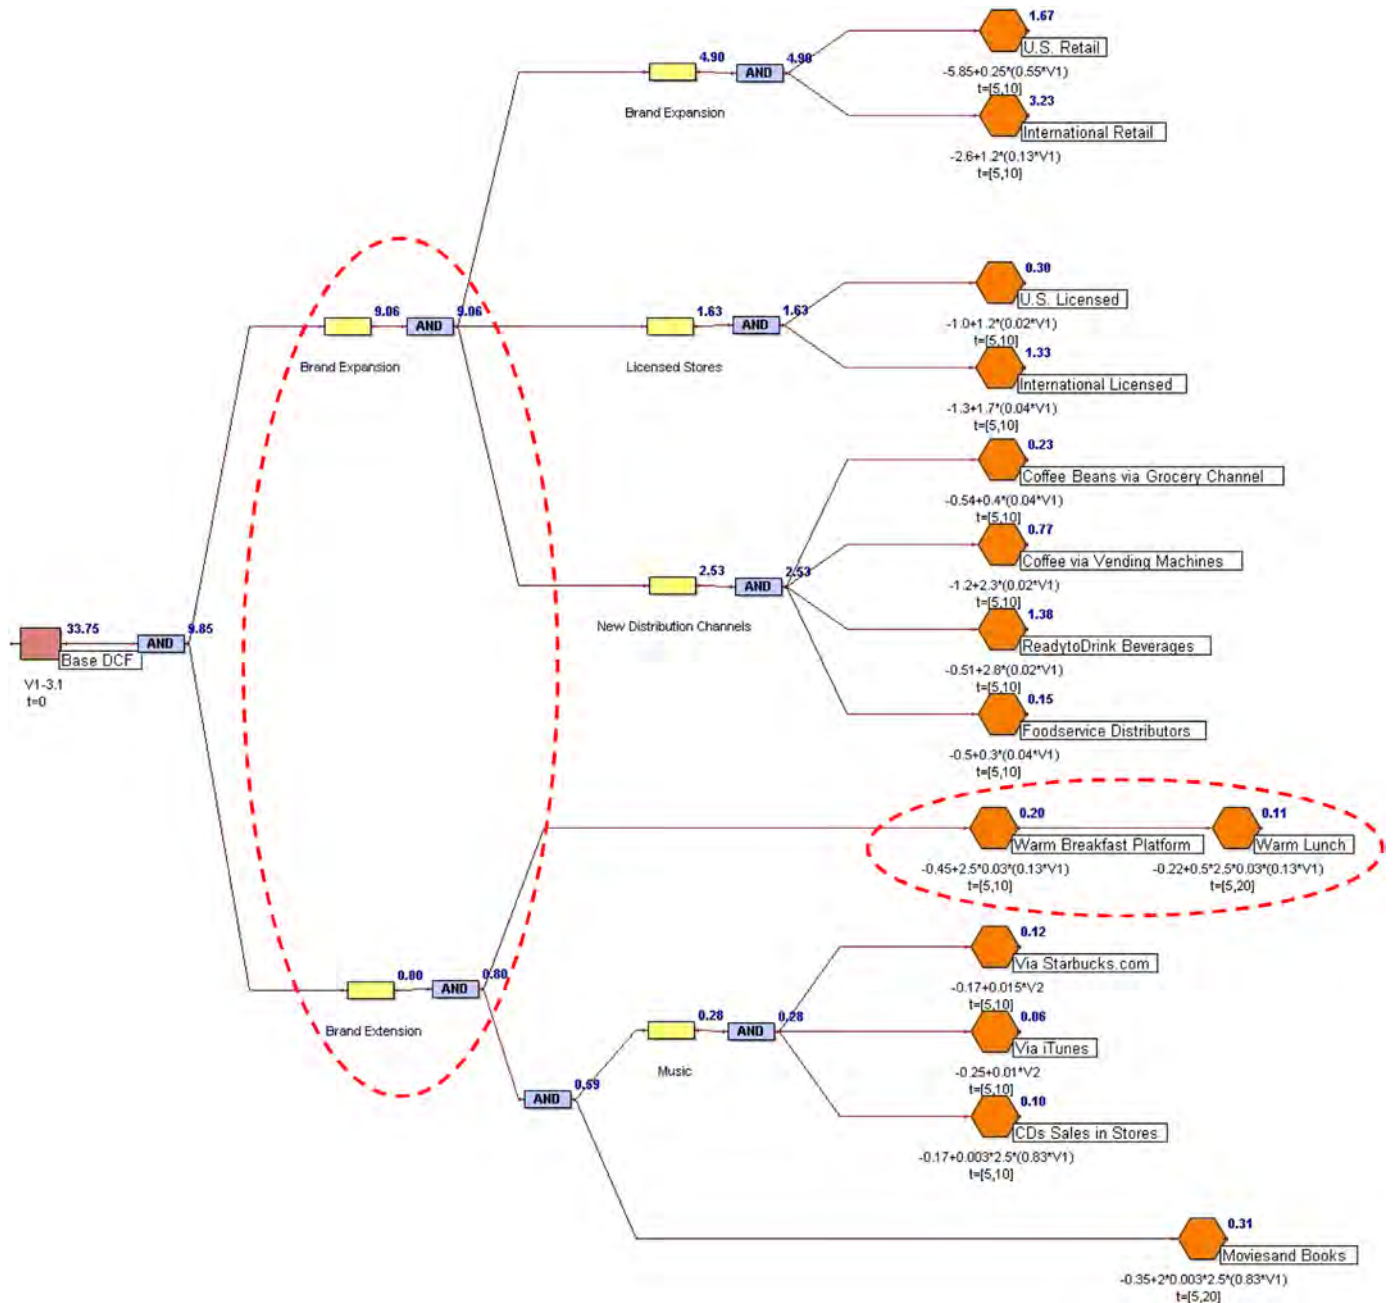 1.67
U.S. Retail
-5.85+0.25*(0.55*V1)
t=[5,10]
4.90
AND
4.90
Brand Expansion
3.23
International Retail
-2.6+1.2*(0.13*V1)
t=[5,10]
0.30
U.S. Licensed
-1.0+1.2*(0.02*V1)
t=[5,10]
9.06
AND
9.06
Brand Expansion
1.63
AND
1.63
Licensed Stores
1.33
International Licensed
-1.3+1.7*(0.04*V1)
t=[5,10]
0.23
Coffee Beans via Grocery Channel
-0.54+0.4*(0.04*V1)
t=[5,10]
0.77
Coffee via Vending Machines
-1.2+2.3*(0.02*V1)
t=[5,10]
2.53
AND
2.53
New Distribution Channels
1.38
ReadytoDrink Beverages
-0.51+2.8*(0.02*V1)
t=[5,10]
33.75
Base DCF
AND
9.85
V1-3.1
t=0
0.15
Foodservice Distributors
-0.5+0.3*(0.04*V1)
t=[5,10]
0.20
Warm Breakfast Platform
-0.45+2.5*0.03*(0.13*V1)
t=[5,10]
0.11
Warm Lunch
-0.22+0.5*2.5*0.03*(0.13*V1)
t=[5,20]
0.12
Via Starbucks.com
-0.17+0.015*V2
t=[5,10]
0.80
AND
0.80
Brand Extension
0.28
AND
0.28
Music
0.06
Via iTunes
-0.25+0.01*V2
t=[5,10]
AND
0.59
0.10
CDs Sales in Stores
-0.17+0.003*2.5*(0.83*V1)
t=[5,10]
0.31
Moviesand Books
-0.35+2*0.003*2.5*(0.83*V1)
t=[5,20]